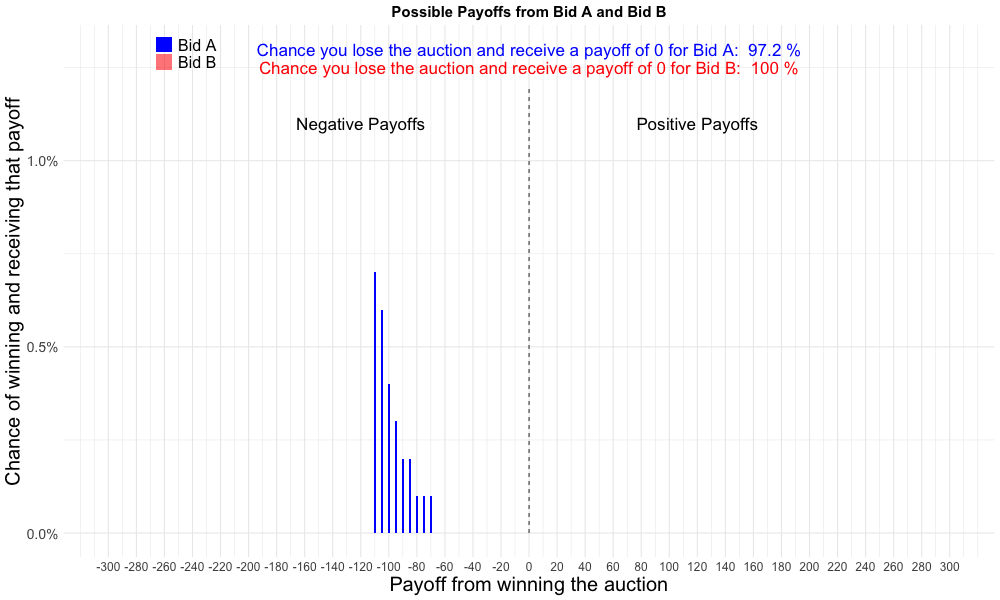 Possible Payoffs from Bid A and Bid B
Bid A
Bid B
Chance you lose the auction and receive a payoff of 0 for Bid A:  97.2 %
Chance you lose the auction and receive a payoff of 0 for Bid B:  100 %
Negative Payoffs
Positive Payoffs
Chance of winning and receiving that payoff
1.0%
0.5%
0.0%
-300 -280 -260 -240 -220 -200 -180 -160 -140 -120 -100 -80 -60 -40 -20 0 20 40 60 80 100 120 140 160 180 200 220 240 260 280 300
Payoff from winning the auction